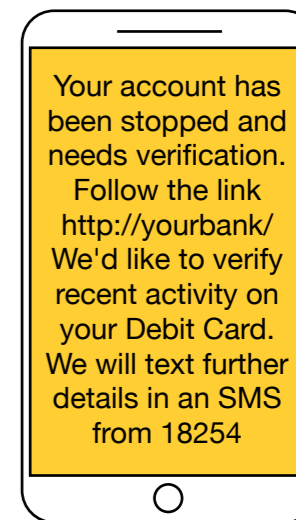 Your account has
been stopped and
needs verification.
Follow the link
http://yourbank/
We'd like to verify
recent activity on
your Debit Card.
We will text further
details in an SMS
from 18254